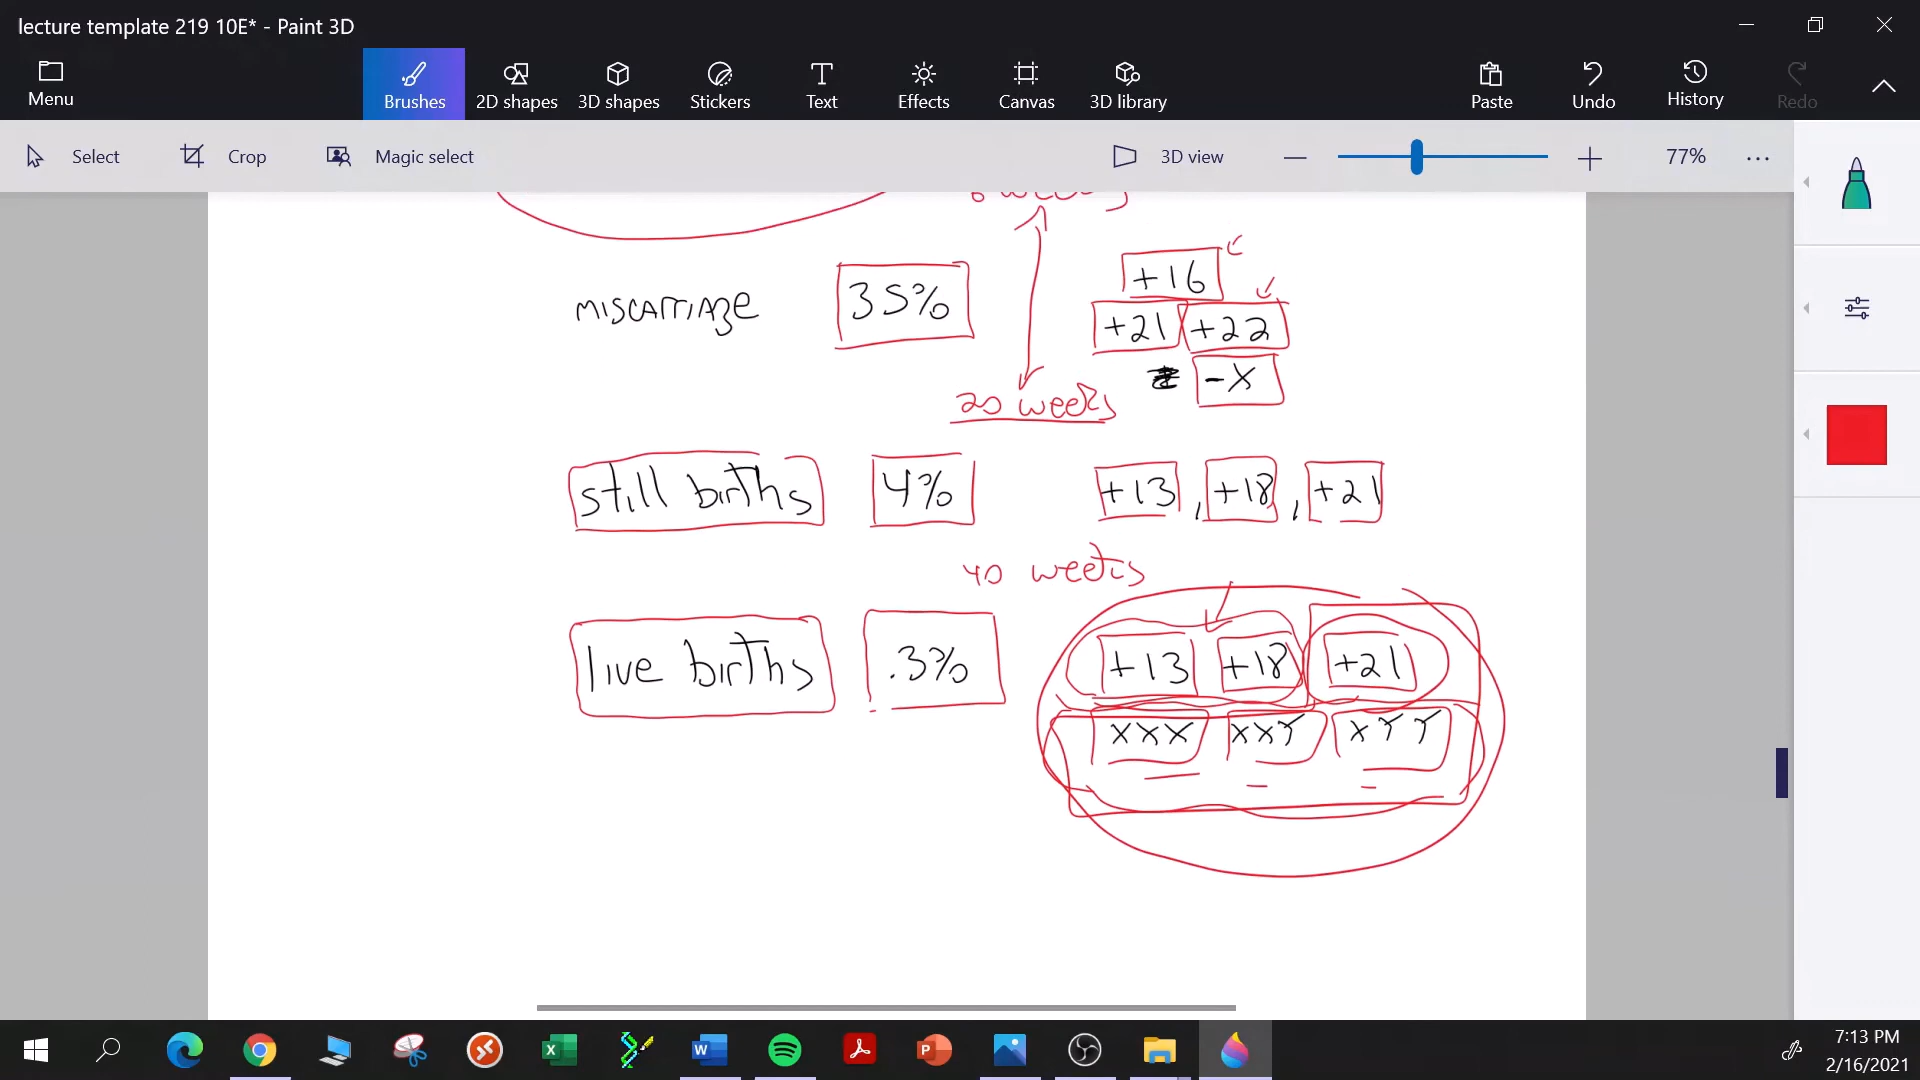 lecture template 219 10E* - Paint 3D
Menu
Brushes 2D shapes 3D shapes Stickers Text Effects Canvas 3D library
Paste Undo History Redo
Select Crop Magic select 3D view 77%
+16
miscarriage 35% +21 +22
-X
20 weeks
still births 4% +13, +18, +21
40 weeks
live births .3% +13 +18 +21
XXX XXY XYY
7:13 PM
2/16/2021